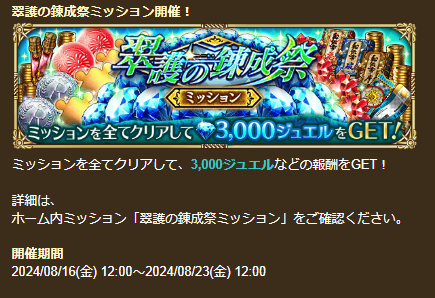 翠護の錬成祭ミッション開催！
翠護の錬成祭
ミッション
ミッションを全てクリアして3,000ジュエルをGET!
ミッションを全てクリアして、3,000ジュエルなどの報酬をGET！
詳細は、
ホーム内ミッション「翠護の錬成祭ミッション」をご確認ください。
開催期間
2024/08/16(金) 12:00～2024/08/23(金) 12:00